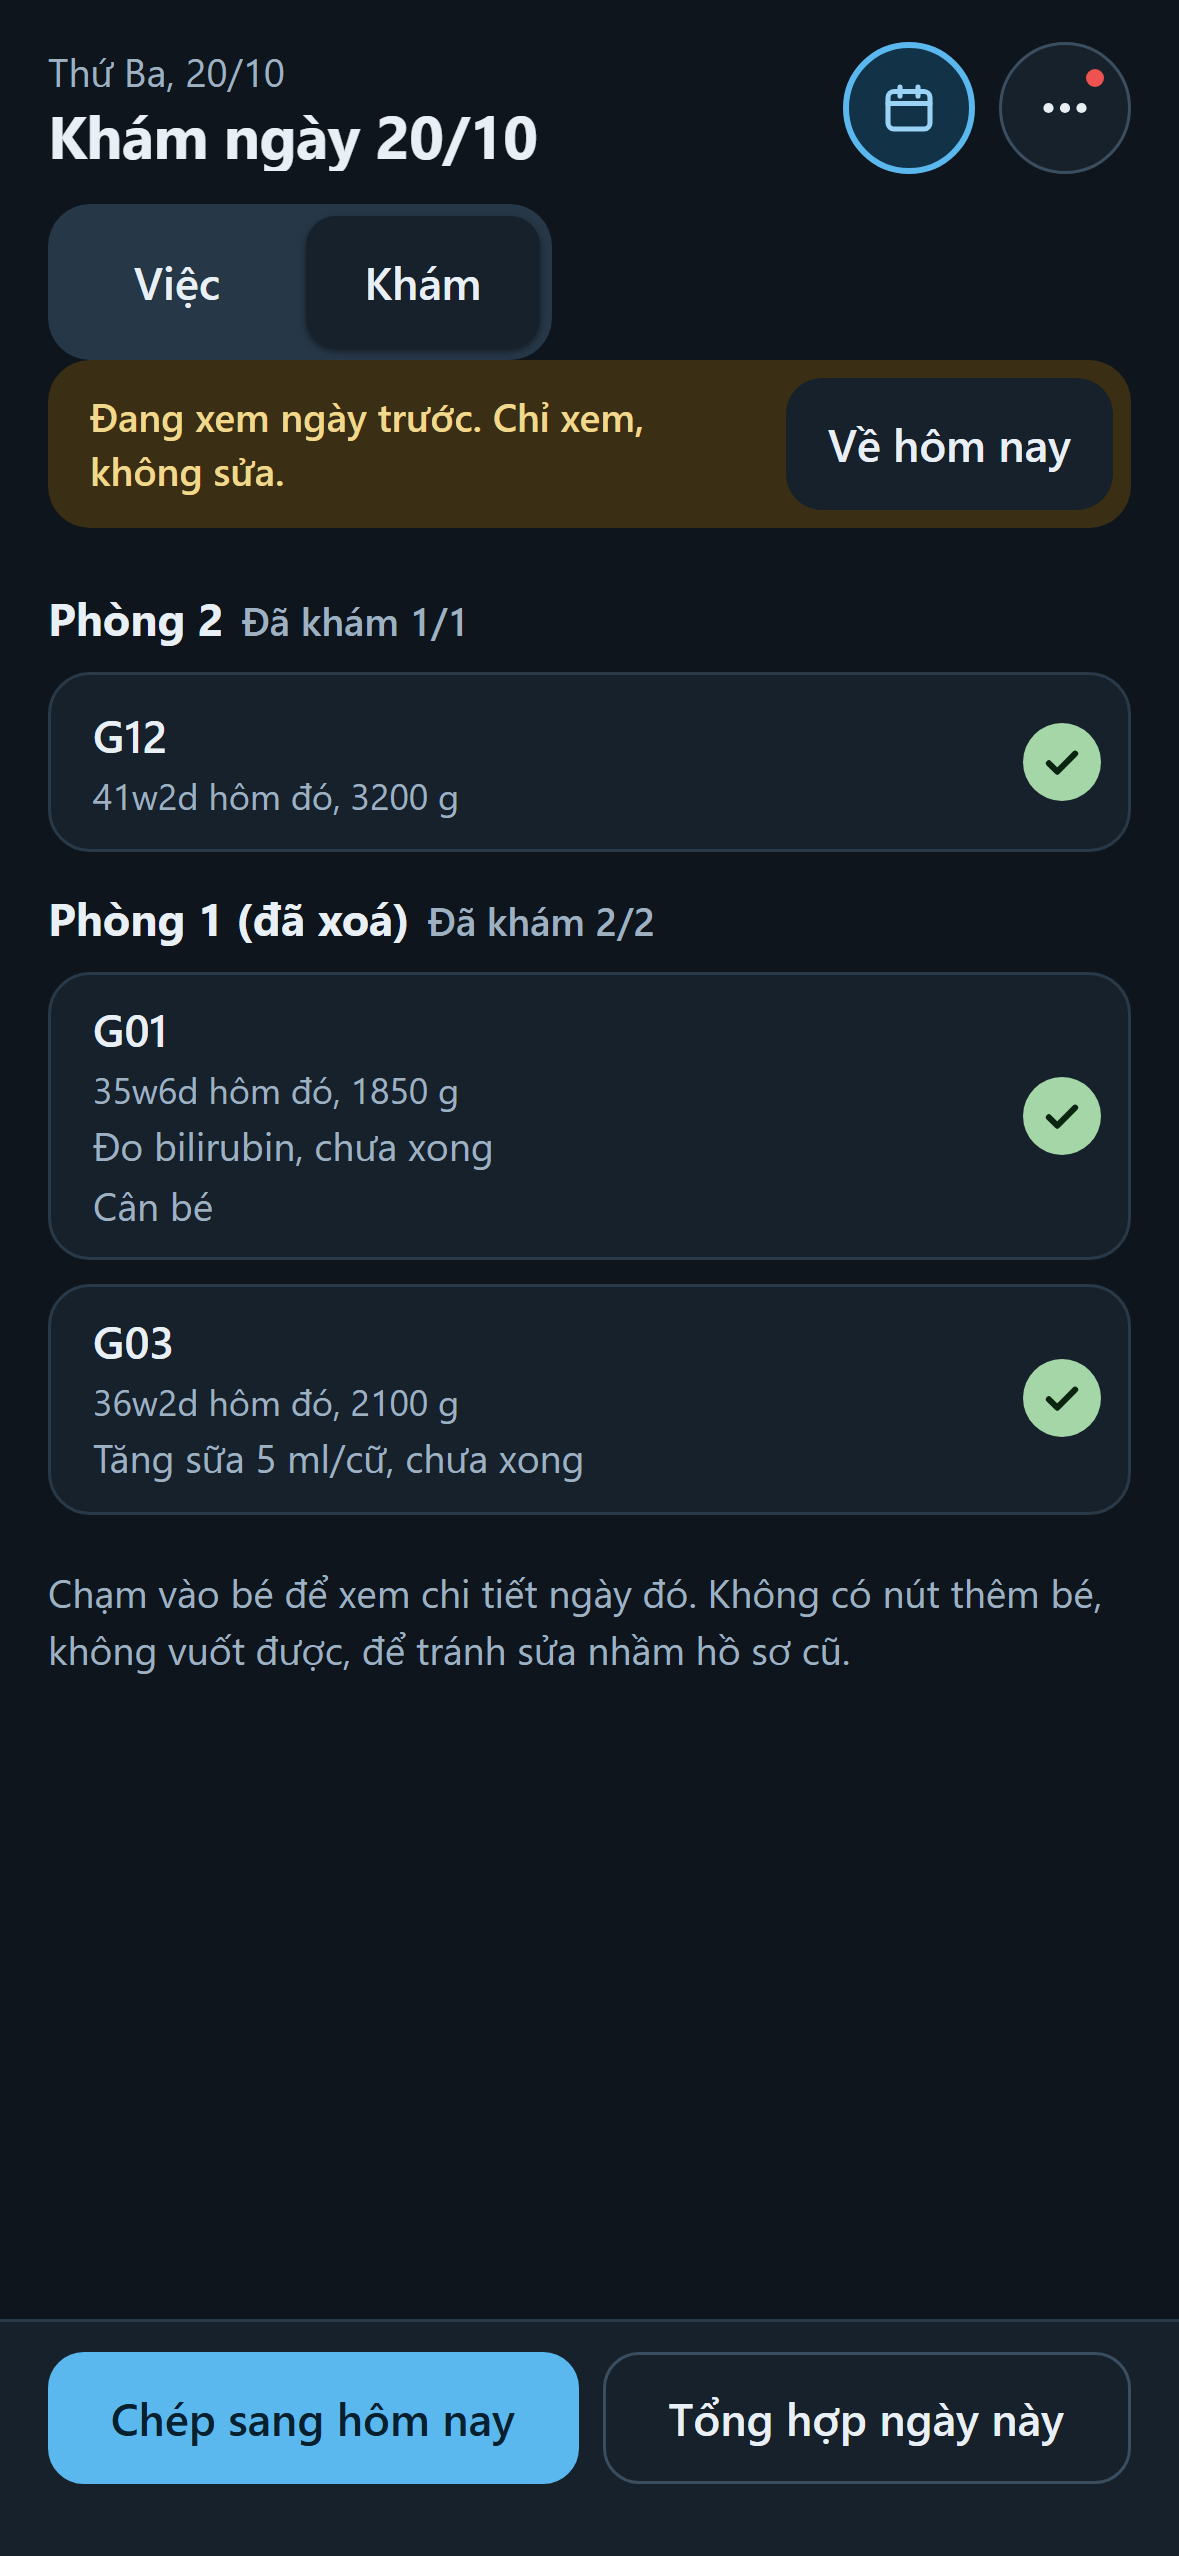 Thứ Ba, 20/10
Khám ngày 20/10
Việc
Khám
Đang xem ngày trước. Chỉ xem,
không sửa.
Về hôm nay
Phòng 2 Đã khám 1/1
G12
41w2d hôm đó, 3200 g
Phòng 1 (đã xoá) Đã khám 2/2
G01
35w6d hôm đó, 1850 g
Đo bilirubin, chưa xong
Cân bé
G03
36w2d hôm đó, 2100 g
Tăng sữa 5 ml/cữ, chưa xong
Chạm vào bé để xem chi tiết ngày đó. Không có nút thêm bé,
không vuốt được, để tránh sửa nhầm hồ sơ cũ.
Chép sang hôm nay
Tổng hợp ngày này